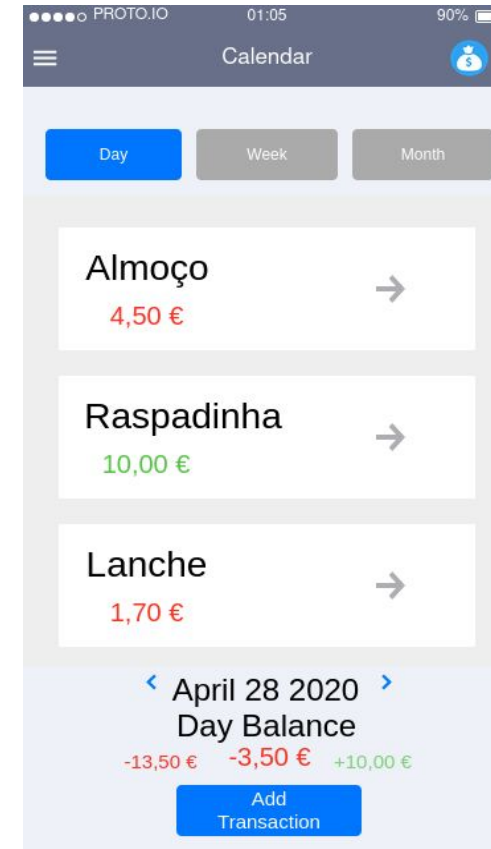 PROTO.IO 01:05 90%
Calendar
$
Day Week Month
Almoço
4,50 €
Raspadinha
10,00 €
Lanche
1,70 €
April 28 2020
Day Balance
-13,50 € -3,50 € +10,00 €
Add
Transaction